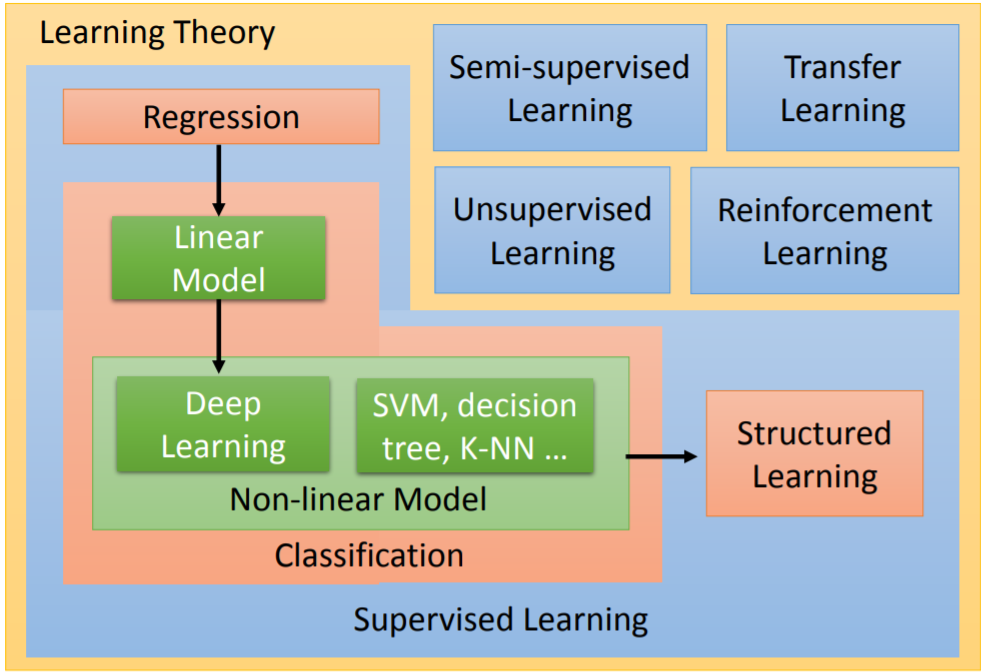 Learning Theory
Semi-supervised
Learning
Transfer
Learning
Regression
Unsupervised
Learning
Reinforcement
Learning
Linear
Model
Deep
Learning
SVM, decision
tree, K-NN ...
Structured
Learning
Non-linear Model
Classification
Supervised Learning